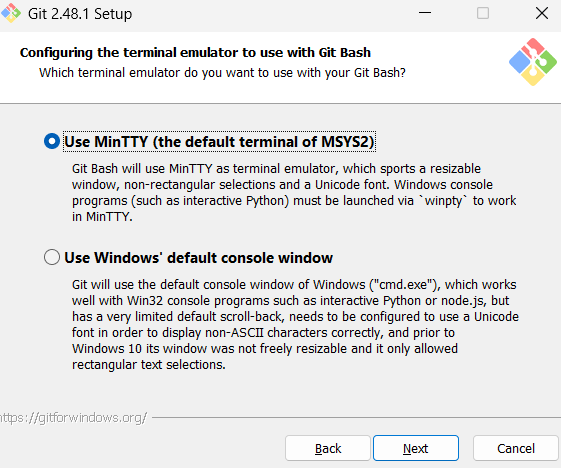 Git 2.48.1 Setup
Configuring the terminal emulator to use with Git Bash
Which terminal emulator do you want to use with your Git Bash?
Use MinTTY (the default terminal of MSYS2)
Git Bash will use MinTTY as terminal emulator, which sports a resizable
window, non-rectangular selections and a Unicode font. Windows console
programs (such as interactive Python) must be launched via `winpty` to work
in MinTTY.
Use Windows' default console window
Git will use the default console window of Windows ("cmd.exe"), which works
well with Win32 console programs such as interactive Python or node.js, but
has a very limited default scroll-back, needs to be configured to use a Unicode
font in order to display non-ASCII characters correctly, and prior to
Windows 10 its window was not freely resizable and it only allowed
rectangular text selections.
https://gitforwindows.org/
Back
Next
Cancel